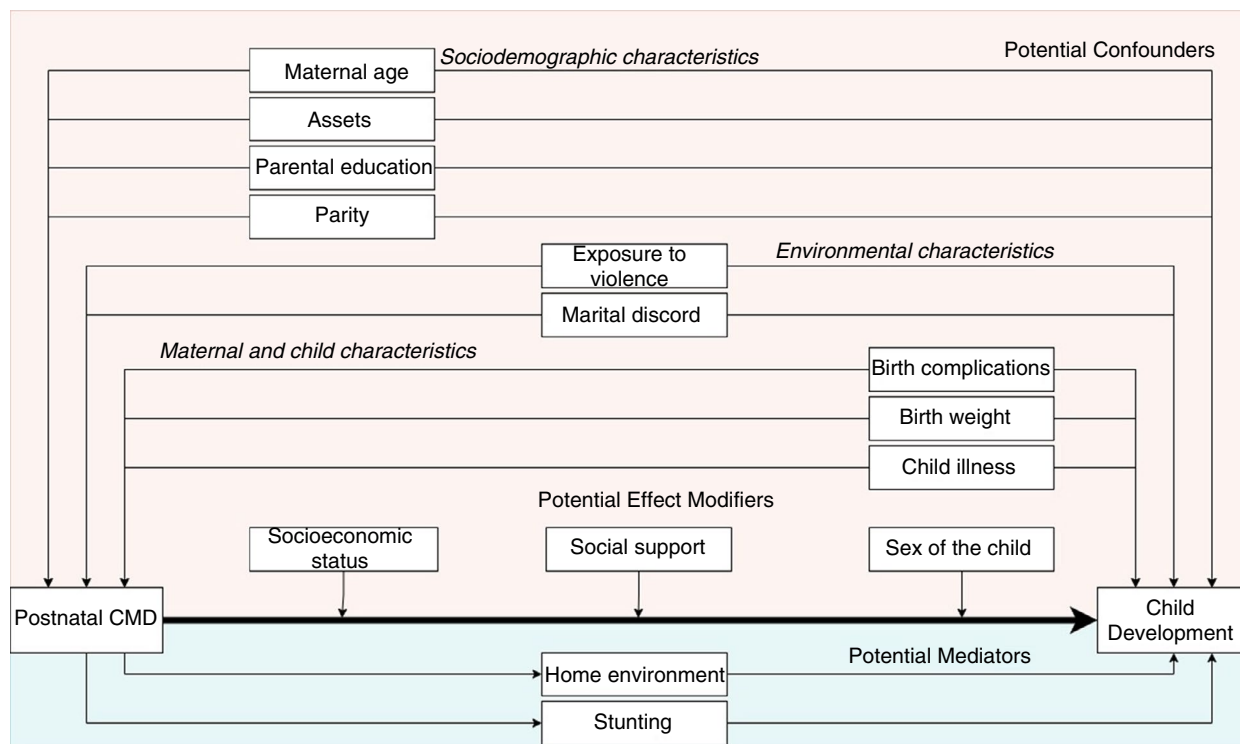 Potential Confounders
Sociodemographic characteristics
Maternal age
Assets
Parental education
Parity
Environmental characteristics
Exposure to
violence
Marital discord
Maternal and child characteristics
Birth complications
Birth weight
Child illness
Potential Effect Modifiers
Socioeconomic
status
Social support
Sex of the child
Postnatal CMD
Child
Development
Potential Mediators
Home environment
Stunting